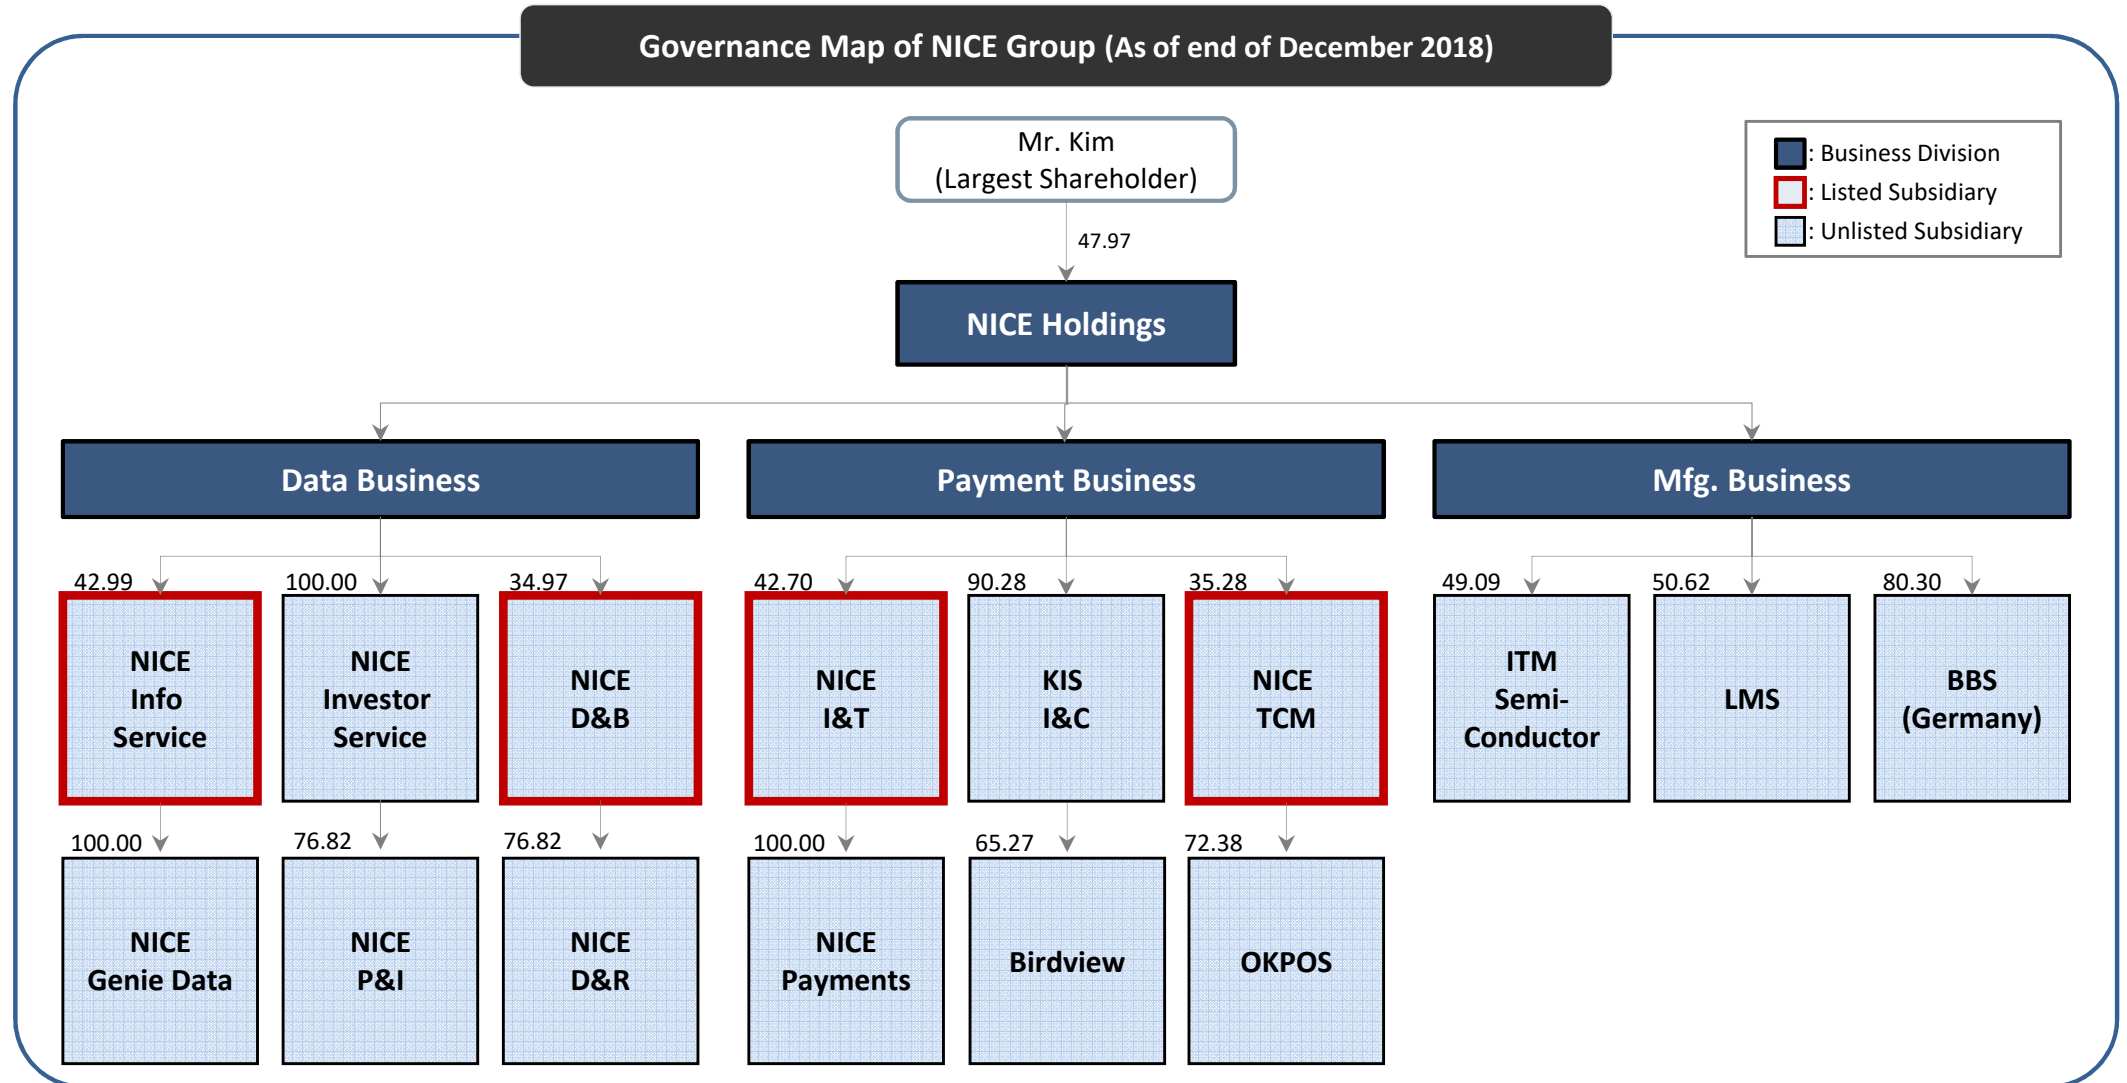 Governance Map of NICE Group (As of end of December 2018)
Mr. Kim
(Largest Shareholder)
: Business Division
: Listed Subsidiary
: Unlisted Subsidiary
47.97
NICE Holdings
Data Business
Payment Business
Mfg. Business
42.99
100.00
34.97
42.70
90.28
35.28
49.09
50.62
80.30
NICE
Info
Service
NICE
Investor
Service
NICE
D&B
NICE
I&T
KIS
I&C
NICE
TCM
ITM
Semi-
Conductor
LMS
BBS
(Germany)
100.00
76.82
76.82
100.00
65.27
72.38
NICE
Genie Data
NICE
P&I
NICE
D&R
NICE
Payments
Birdview
OKPOS